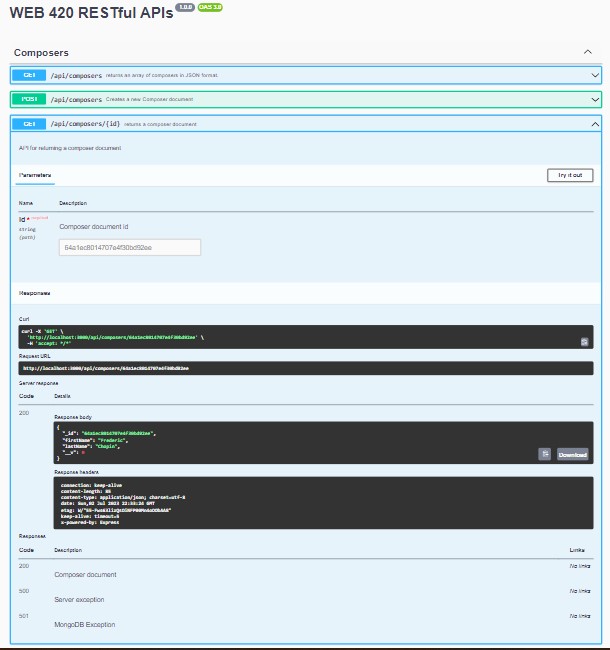 WEB 420 RESTful APIs 1.0.0 OAS 3.0
Composers
GET /api/composers returns an array of composers in JSON format.
POST /api/composers Creates a new Composer document
GET /api/composers/{id} returns a composer document
API for returning a composer document
Parameters
Try it out
Name Description
id * required
string
(path)
Composer document id
64a1ec8014707e4f30bd92ee
Responses
Curl
curl -X 'GET' \
'http://localhost:3000/api/composers/64a1ec8014707e4f30bd92ee' \
-H 'accept: */*'
Request URL
http://localhost:3000/api/composers/64a1ec8014707e4f30bd92ee
Server response
Code Details
200
Response body
{
"_id": "64a1ec8014707e4f30bd92ee",
"firstName": "Frederic",
"lastName": "Chopin",
"__v": 0
}
Download
Response headers
connection: keep-alive
content-length: 85
content-type: application/json; charset=utf-8
date: Sun,02 Jul 2023 22:33:24 GMT
etag:
keep-alive: timeout=5
x-powered-by: Express
Responses
Code Description Links
200 Composer document No links
500 Server exception No links
501 MongoDB Exception No links